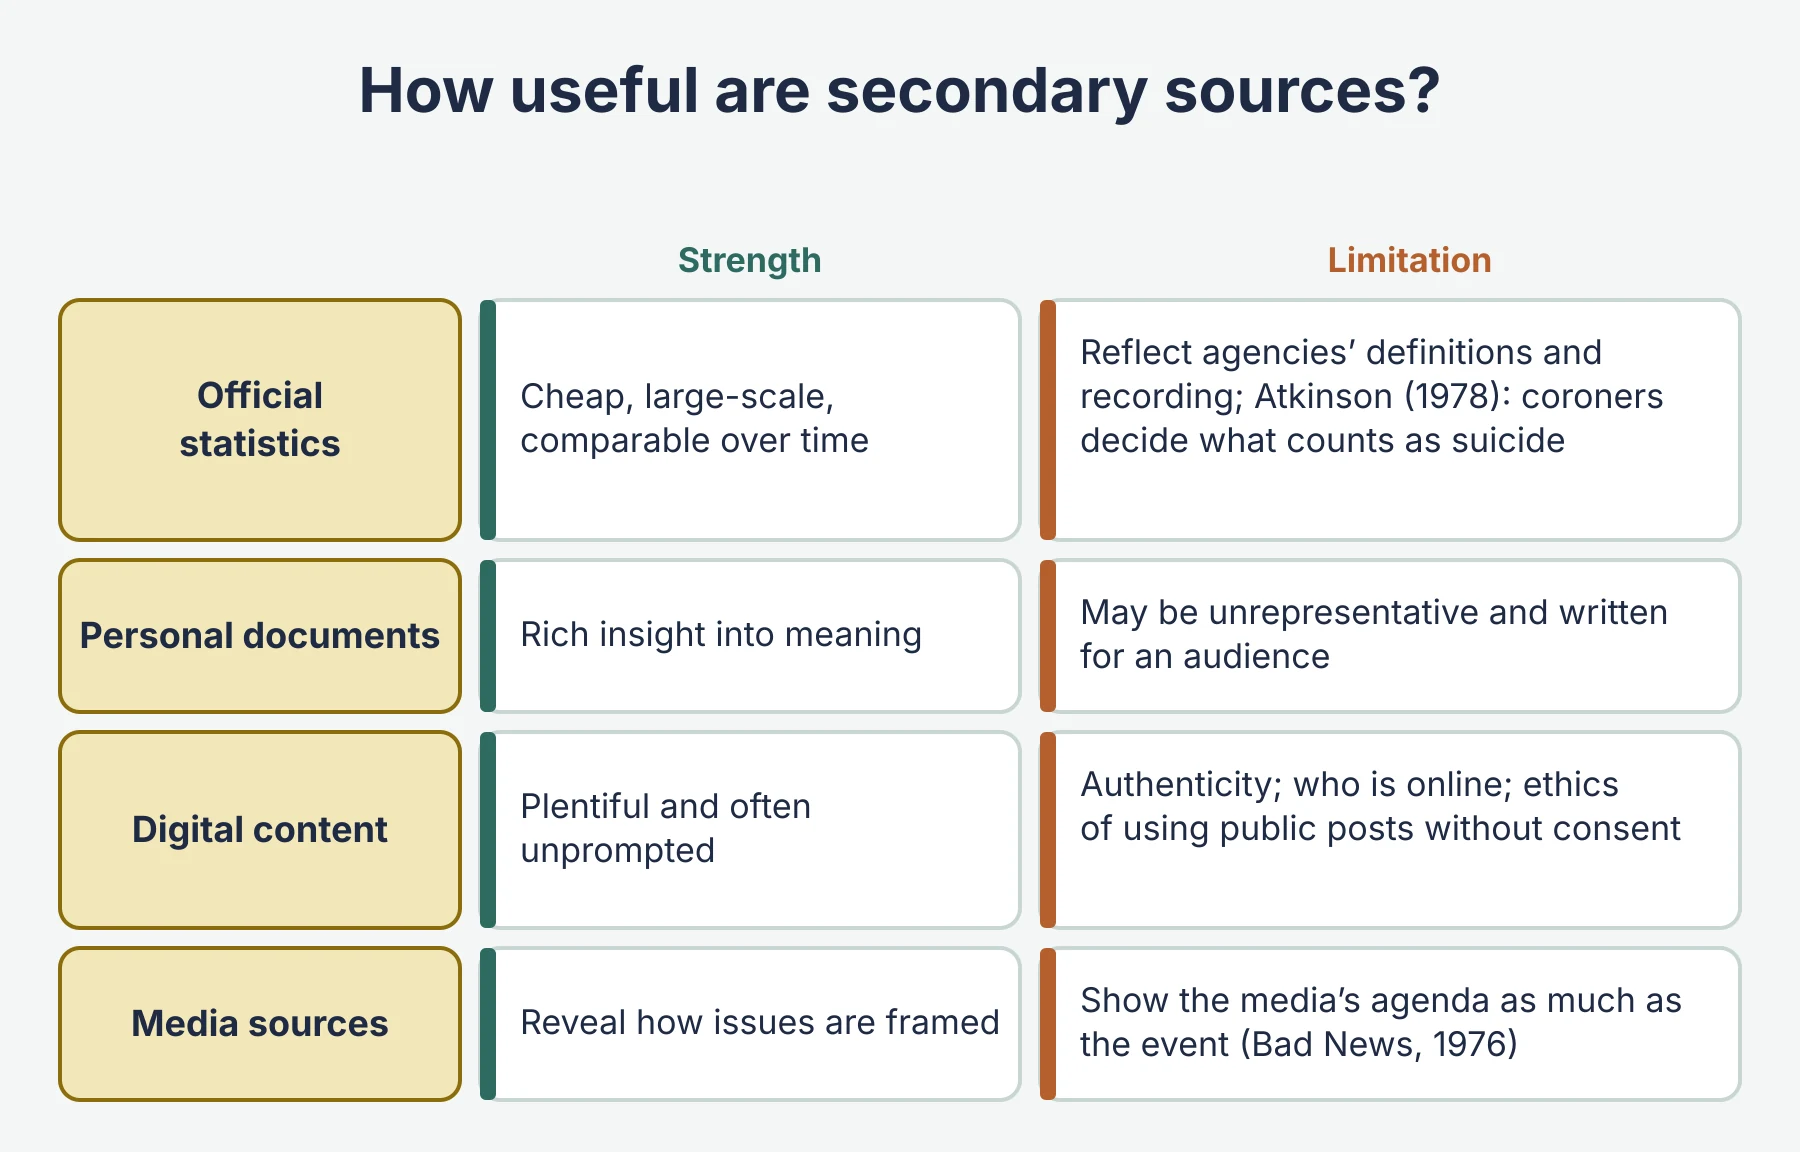 How useful are secondary sources?
Strength
Limitation
Official
statistics
Cheap, large-scale,
comparable over time
Reflect agencies’ definitions and
recording; Atkinson (1978): coroners
decide what counts as suicide
Personal documents
Rich insight into meaning
May be unrepresentative and written
for an audience
Digital content
Plentiful and often
unprompted
Authenticity; who is online; ethics
of using public posts without consent
Media sources
Reveal how issues are framed
Show the media’s agenda as much as
the event (Bad News, 1976)